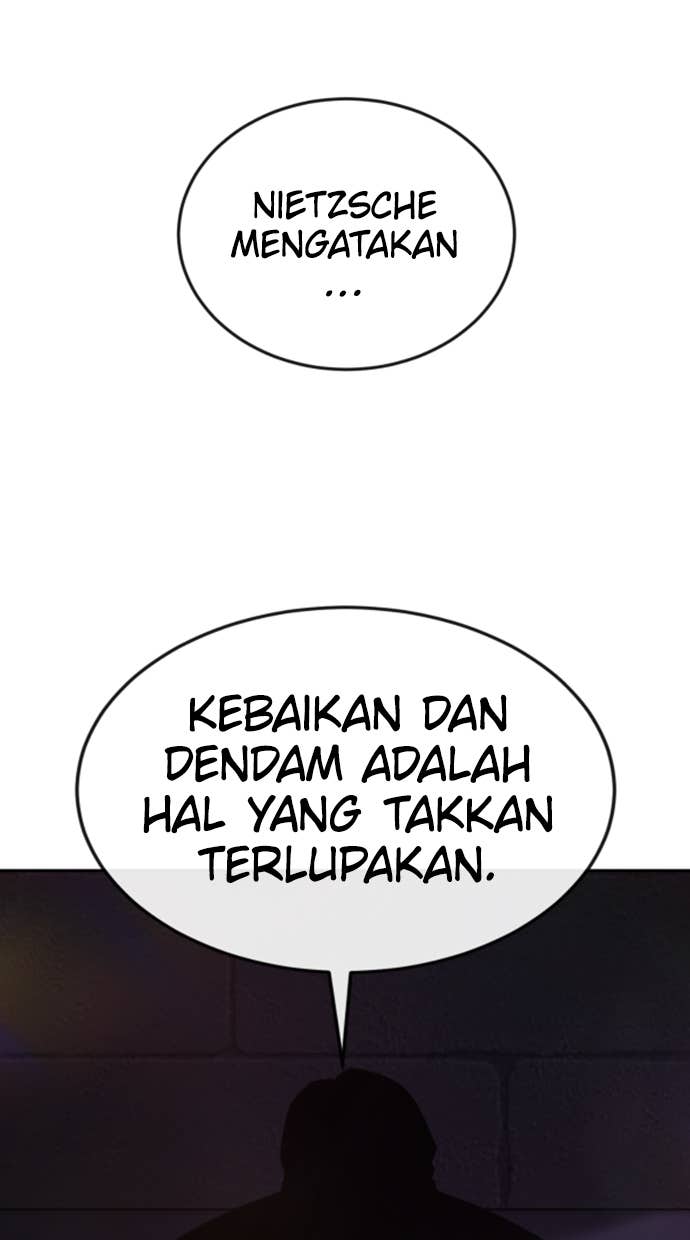 NIETZSCHE
MENGATAKAN
...
KEBAIKAN DAN
DENDAM ADALAH
HAL YANG TAKKAN
TERLUPAKAN.